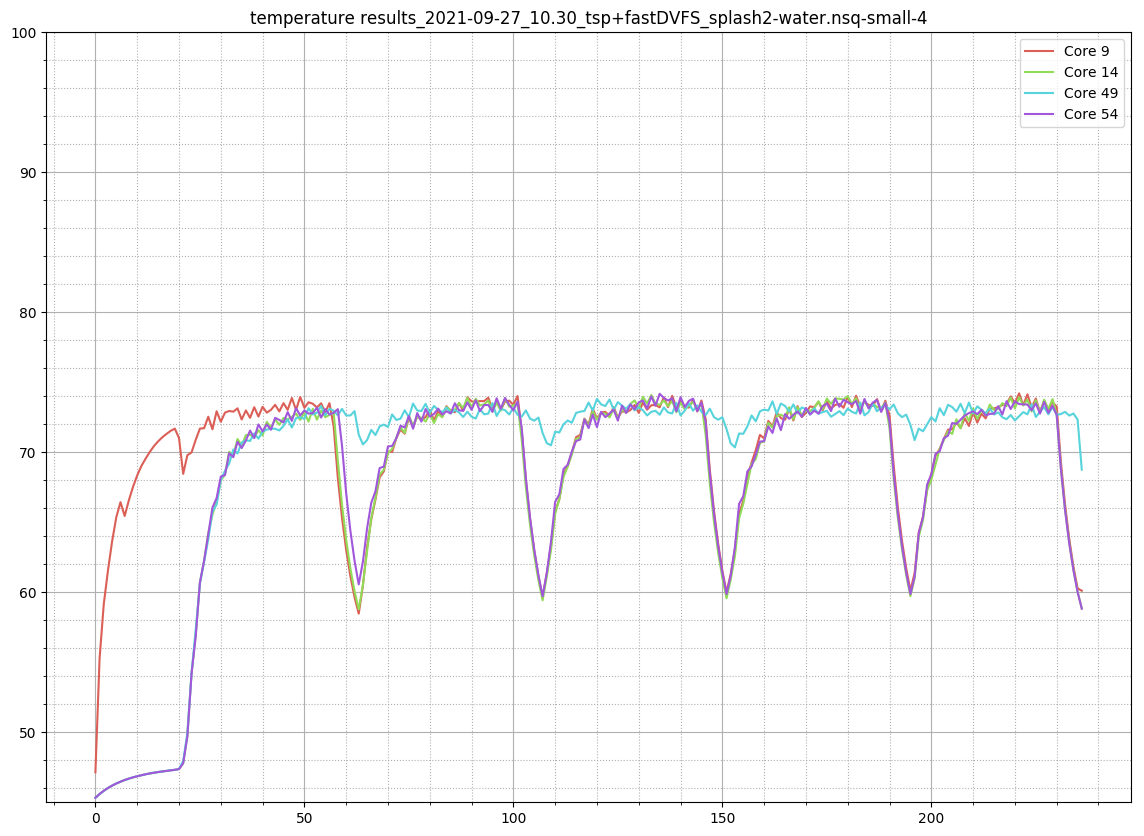 temperature results_2021-09-27_10.30_tsp+fastDVFS_splash2-water.nsq-small-4
100
90
80
70
60
50
0
50
100
150
200
Core 9
Core 14
Core 49
Core 54